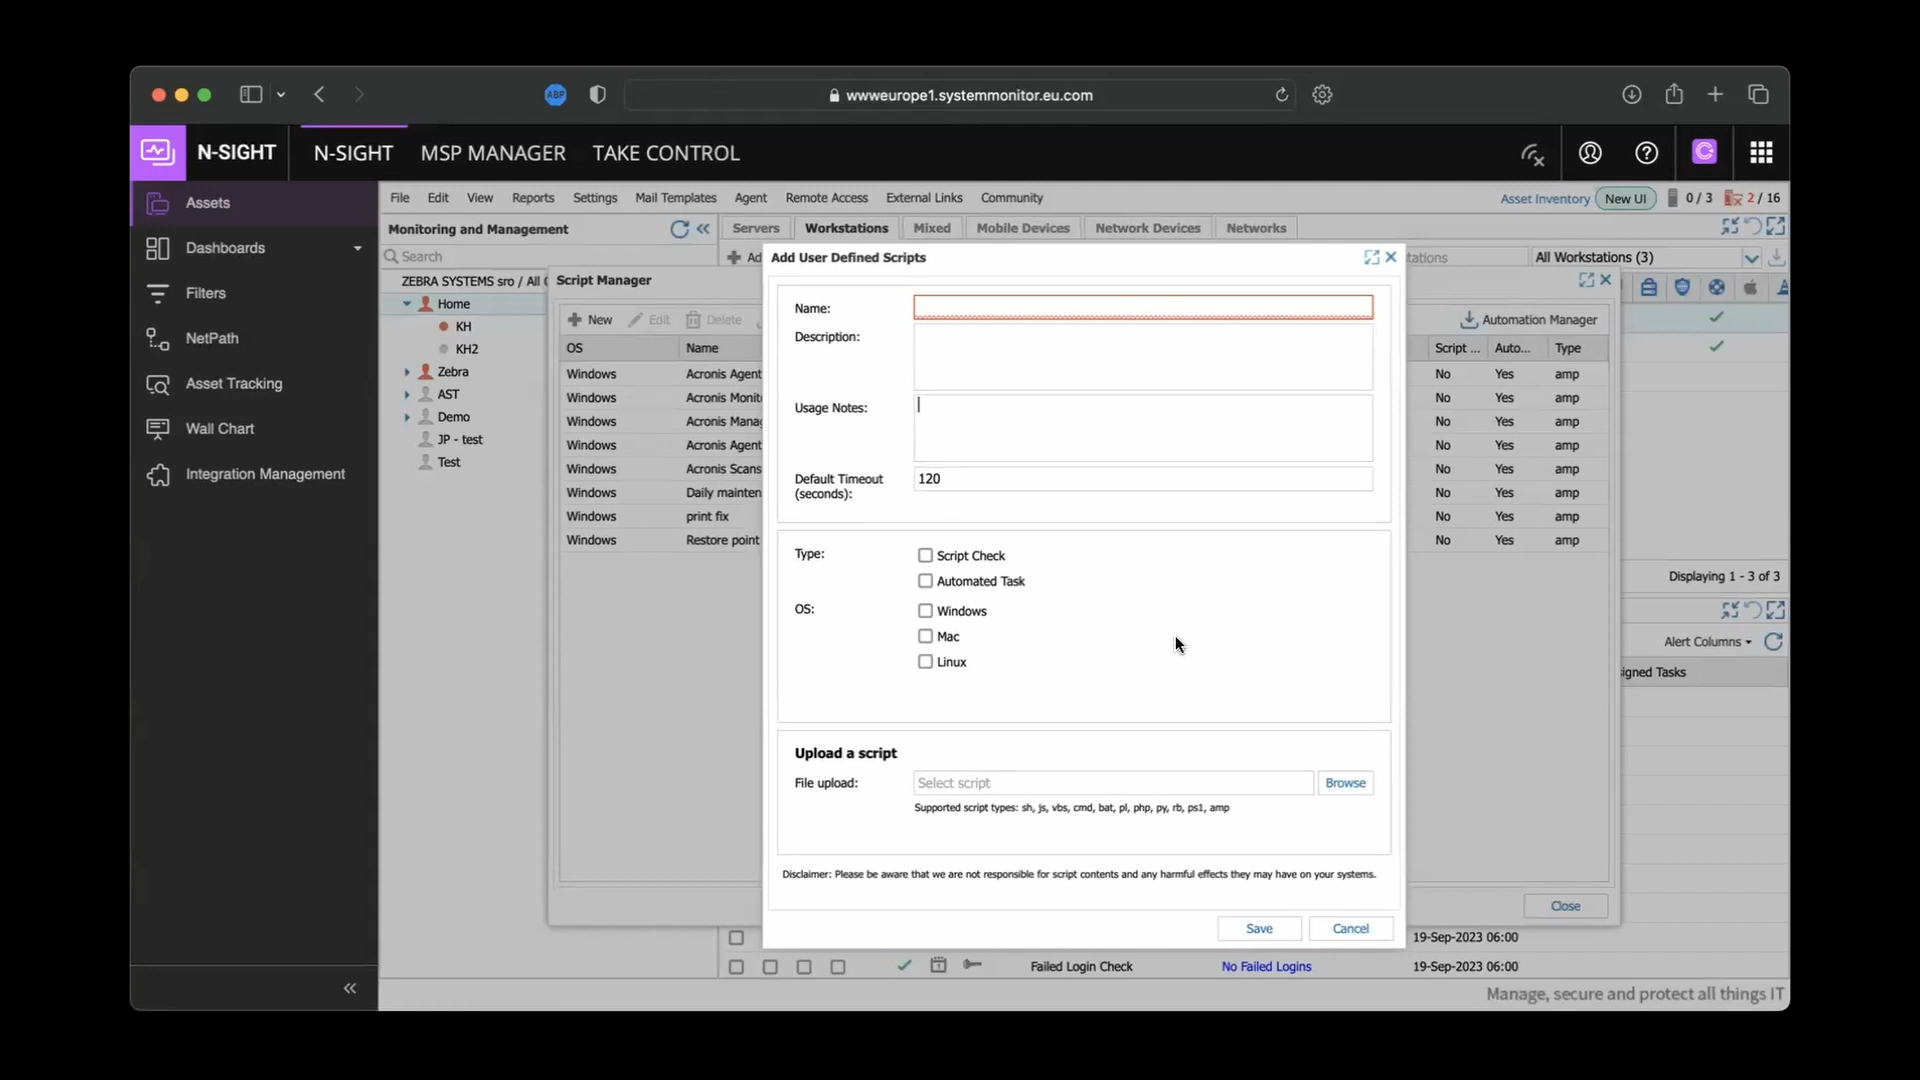 ABP
wwweurope1.systemmonitor.eu.com
N-SIGHT
N-SIGHT
MSP MANAGER
TAKE CONTROL
Assets
Dashboards
Filters
NetPath
Asset Tracking
Wall Chart
Integration Management
File
Edit
View
Reports
Settings
Mail Templates
Agent
Remote Access
External Links
Community
Asset Inventory
New UI
0 / 3
2 / 16
Monitoring and Management
Search
ZEBRA SYSTEMS sro / All
Home
KH
KH2
Zebra
AST
Demo
JP - test
Test
Servers
Workstations
Mixed
Mobile Devices
Network Devices
Networks
All Workstations (3)
Script Manager
New
Edit
Delete
Automation Manager
OS
Name
Script ...
Auto...
Type
Windows
Acronis Agent
No
Yes
amp
Windows
Acronis Monit
No
Yes
amp
Windows
Acronis Manag
No
Yes
amp
Windows
Acronis Agent
No
Yes
amp
Windows
Acronis Scans
No
Yes
amp
Windows
Daily mainten
No
Yes
amp
Windows
print fix
No
Yes
amp
Windows
Restore point
No
Yes
amp
Close
Add User Defined Scripts
Name:
Description:
Usage Notes:
Default Timeout
(seconds):
120
Type:
Script Check
Automated Task
OS:
Windows
Mac
Linux
Upload a script
File upload:
Select script
Browse
Supported script types: sh, js, vbs, cmd, bat, pl, php, py, rb, ps1, amp
Disclaimer: Please be aware that we are not responsible for script contents and any harmful effects they may have on your systems.
Save
Cancel
Displaying 1 - 3 of 3
Alert Columns
igned Tasks
19-Sep-2023 06:00
Failed Login Check
No Failed Logins
19-Sep-2023 06:00
Manage, secure and protect all things IT